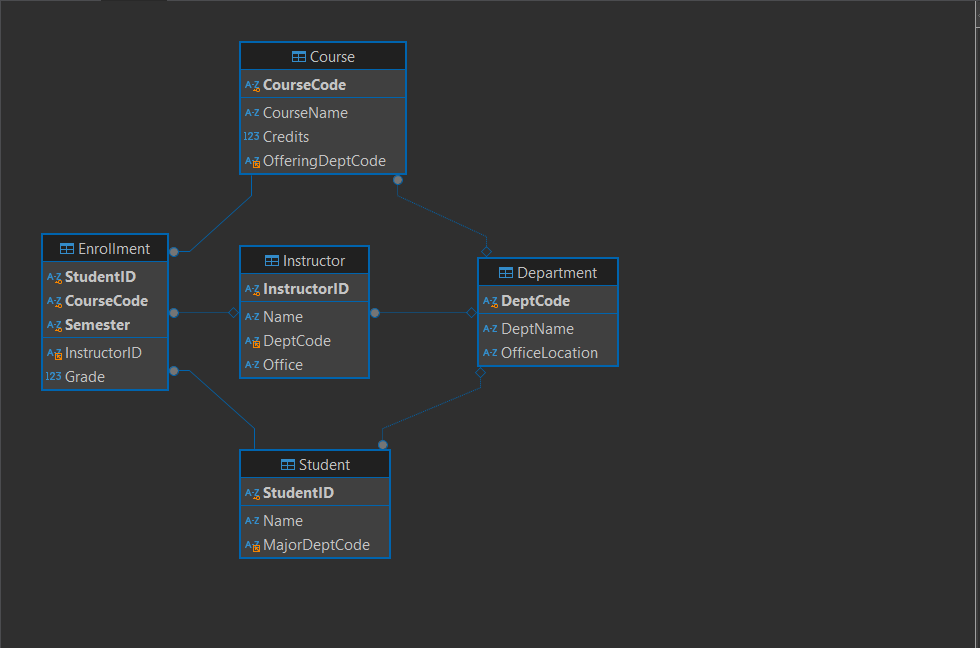 Course
CourseCode
CourseName
123 Credits
OfferingDeptCode
Enrollment
StudentID
CourseCode
Semester
InstructorID
123 Grade
Instructor
InstructorID
A-Z Name
DeptCode
A-Z Office
Department
DeptCode
A-Z DeptName
A-Z OfficeLocation
Student
StudentID
A-Z Name
MajorDeptCode